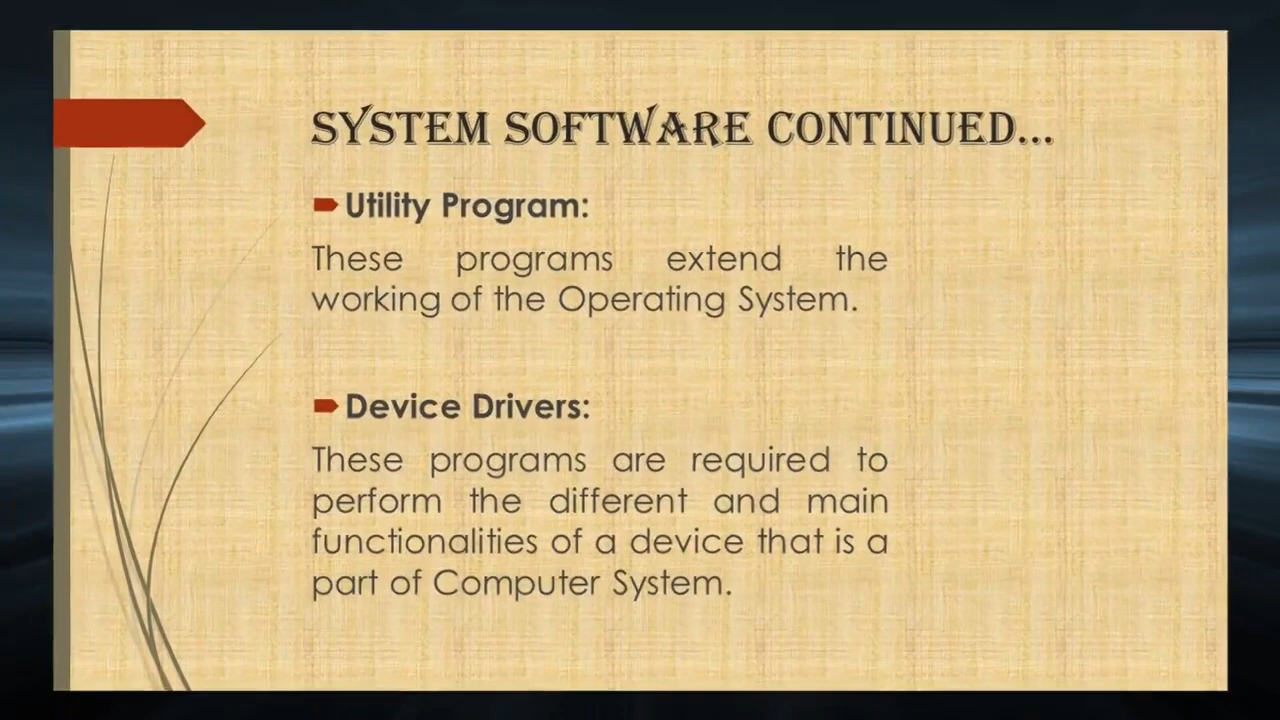 SYSTEM SOFTWARE CONTINUED...
Utility Program:
These programs extend the
working of the Operating System.
Device Drivers:
These programs are required to
perform the different and main
functionalities of a device that is a
part of Computer System.